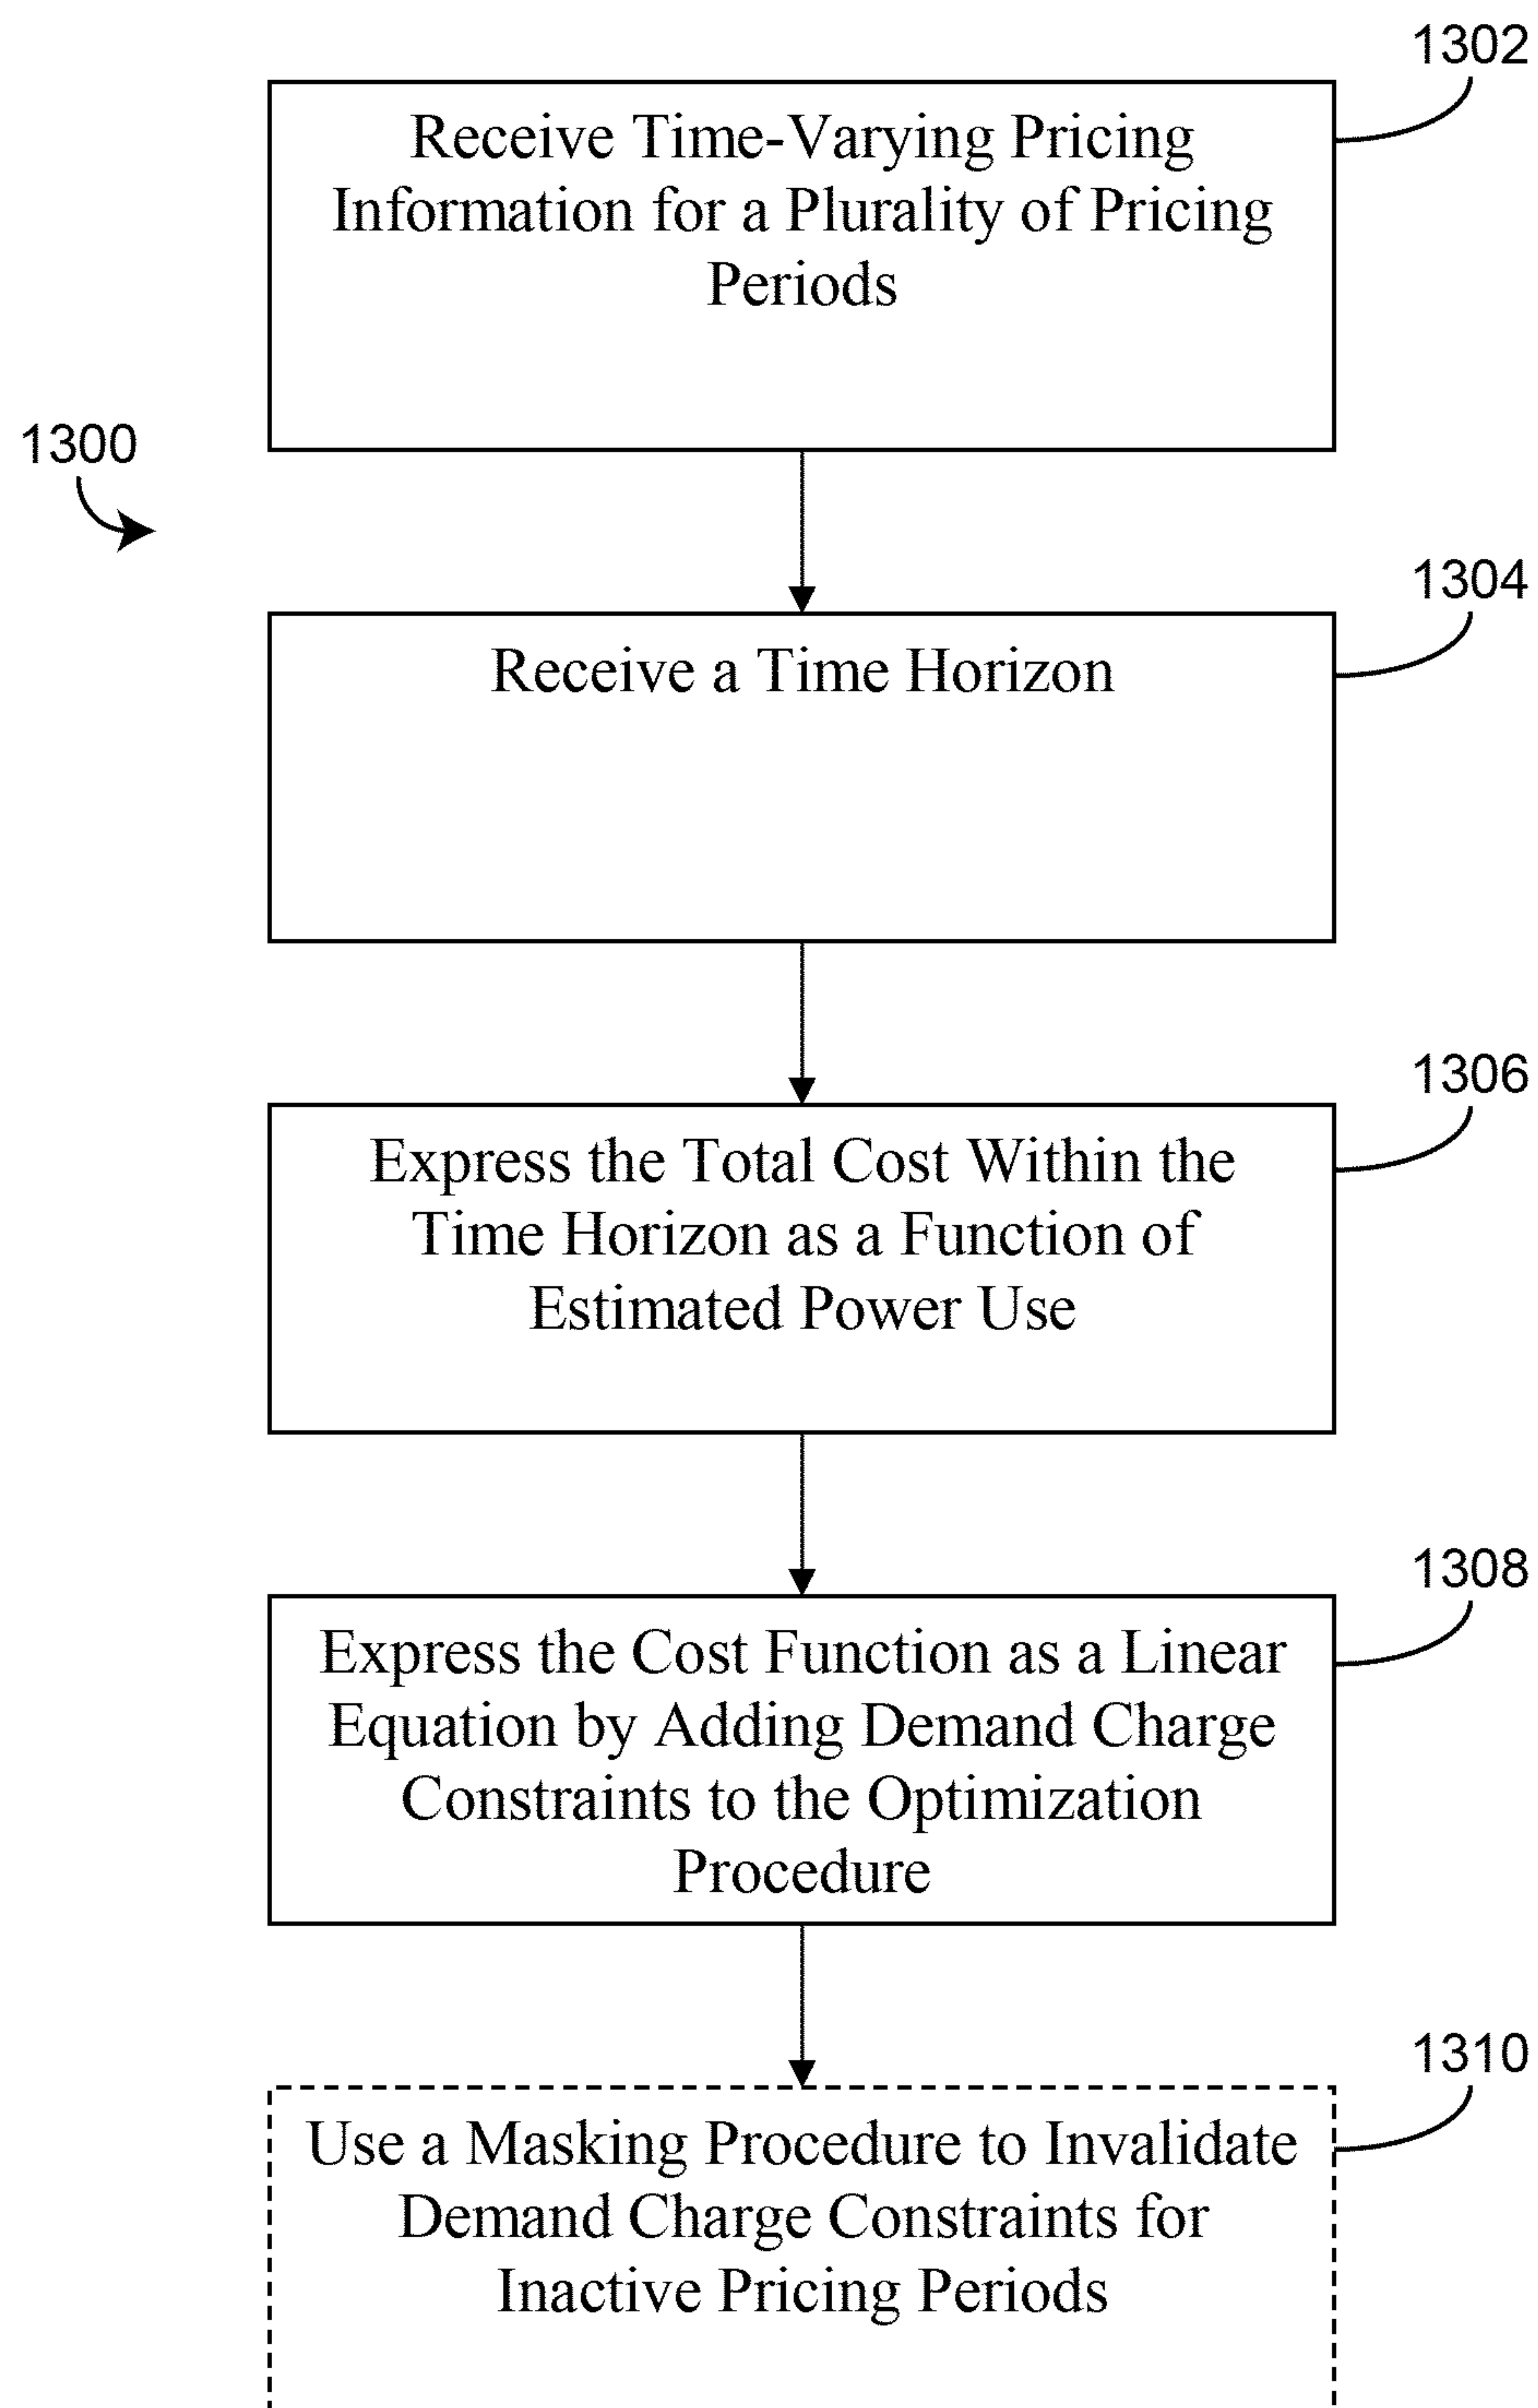 1302
Receive Time-Varying Pricing
Information for a Plurality of Pricing
Periods
1300
1304
Receive a Time Horizon
1306
Express the Total Cost Within the
Time Horizon as a Function of
Estimated Power Use
1308
Express the Cost Function as a Linear
Equation by Adding Demand Charge
Constraints to the Optimization
Procedure
1310
Use a Masking Procedure to Invalidate
Demand Charge Constraints for
Inactive Pricing Periods